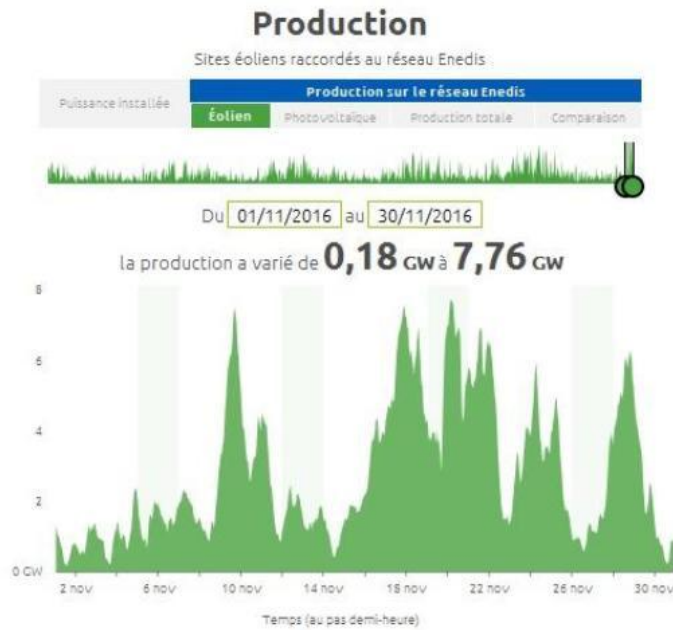 Production
Sites éoliens raccordés au réseau Enedis
Puissance installée
Production sur le réseau Enedis
Éolien Photovoltaïque Production totale Comparaison
Du 01/11/2016 au 30/11/2016
la production a varié de 0,18 GW à 7,76 GW
8
6
4
2
0 GW
2 nov 6 nov 10 nov 14 nov 18 nov 22 nov 26 nov 30 nov
Temps (au pas demi-heure)